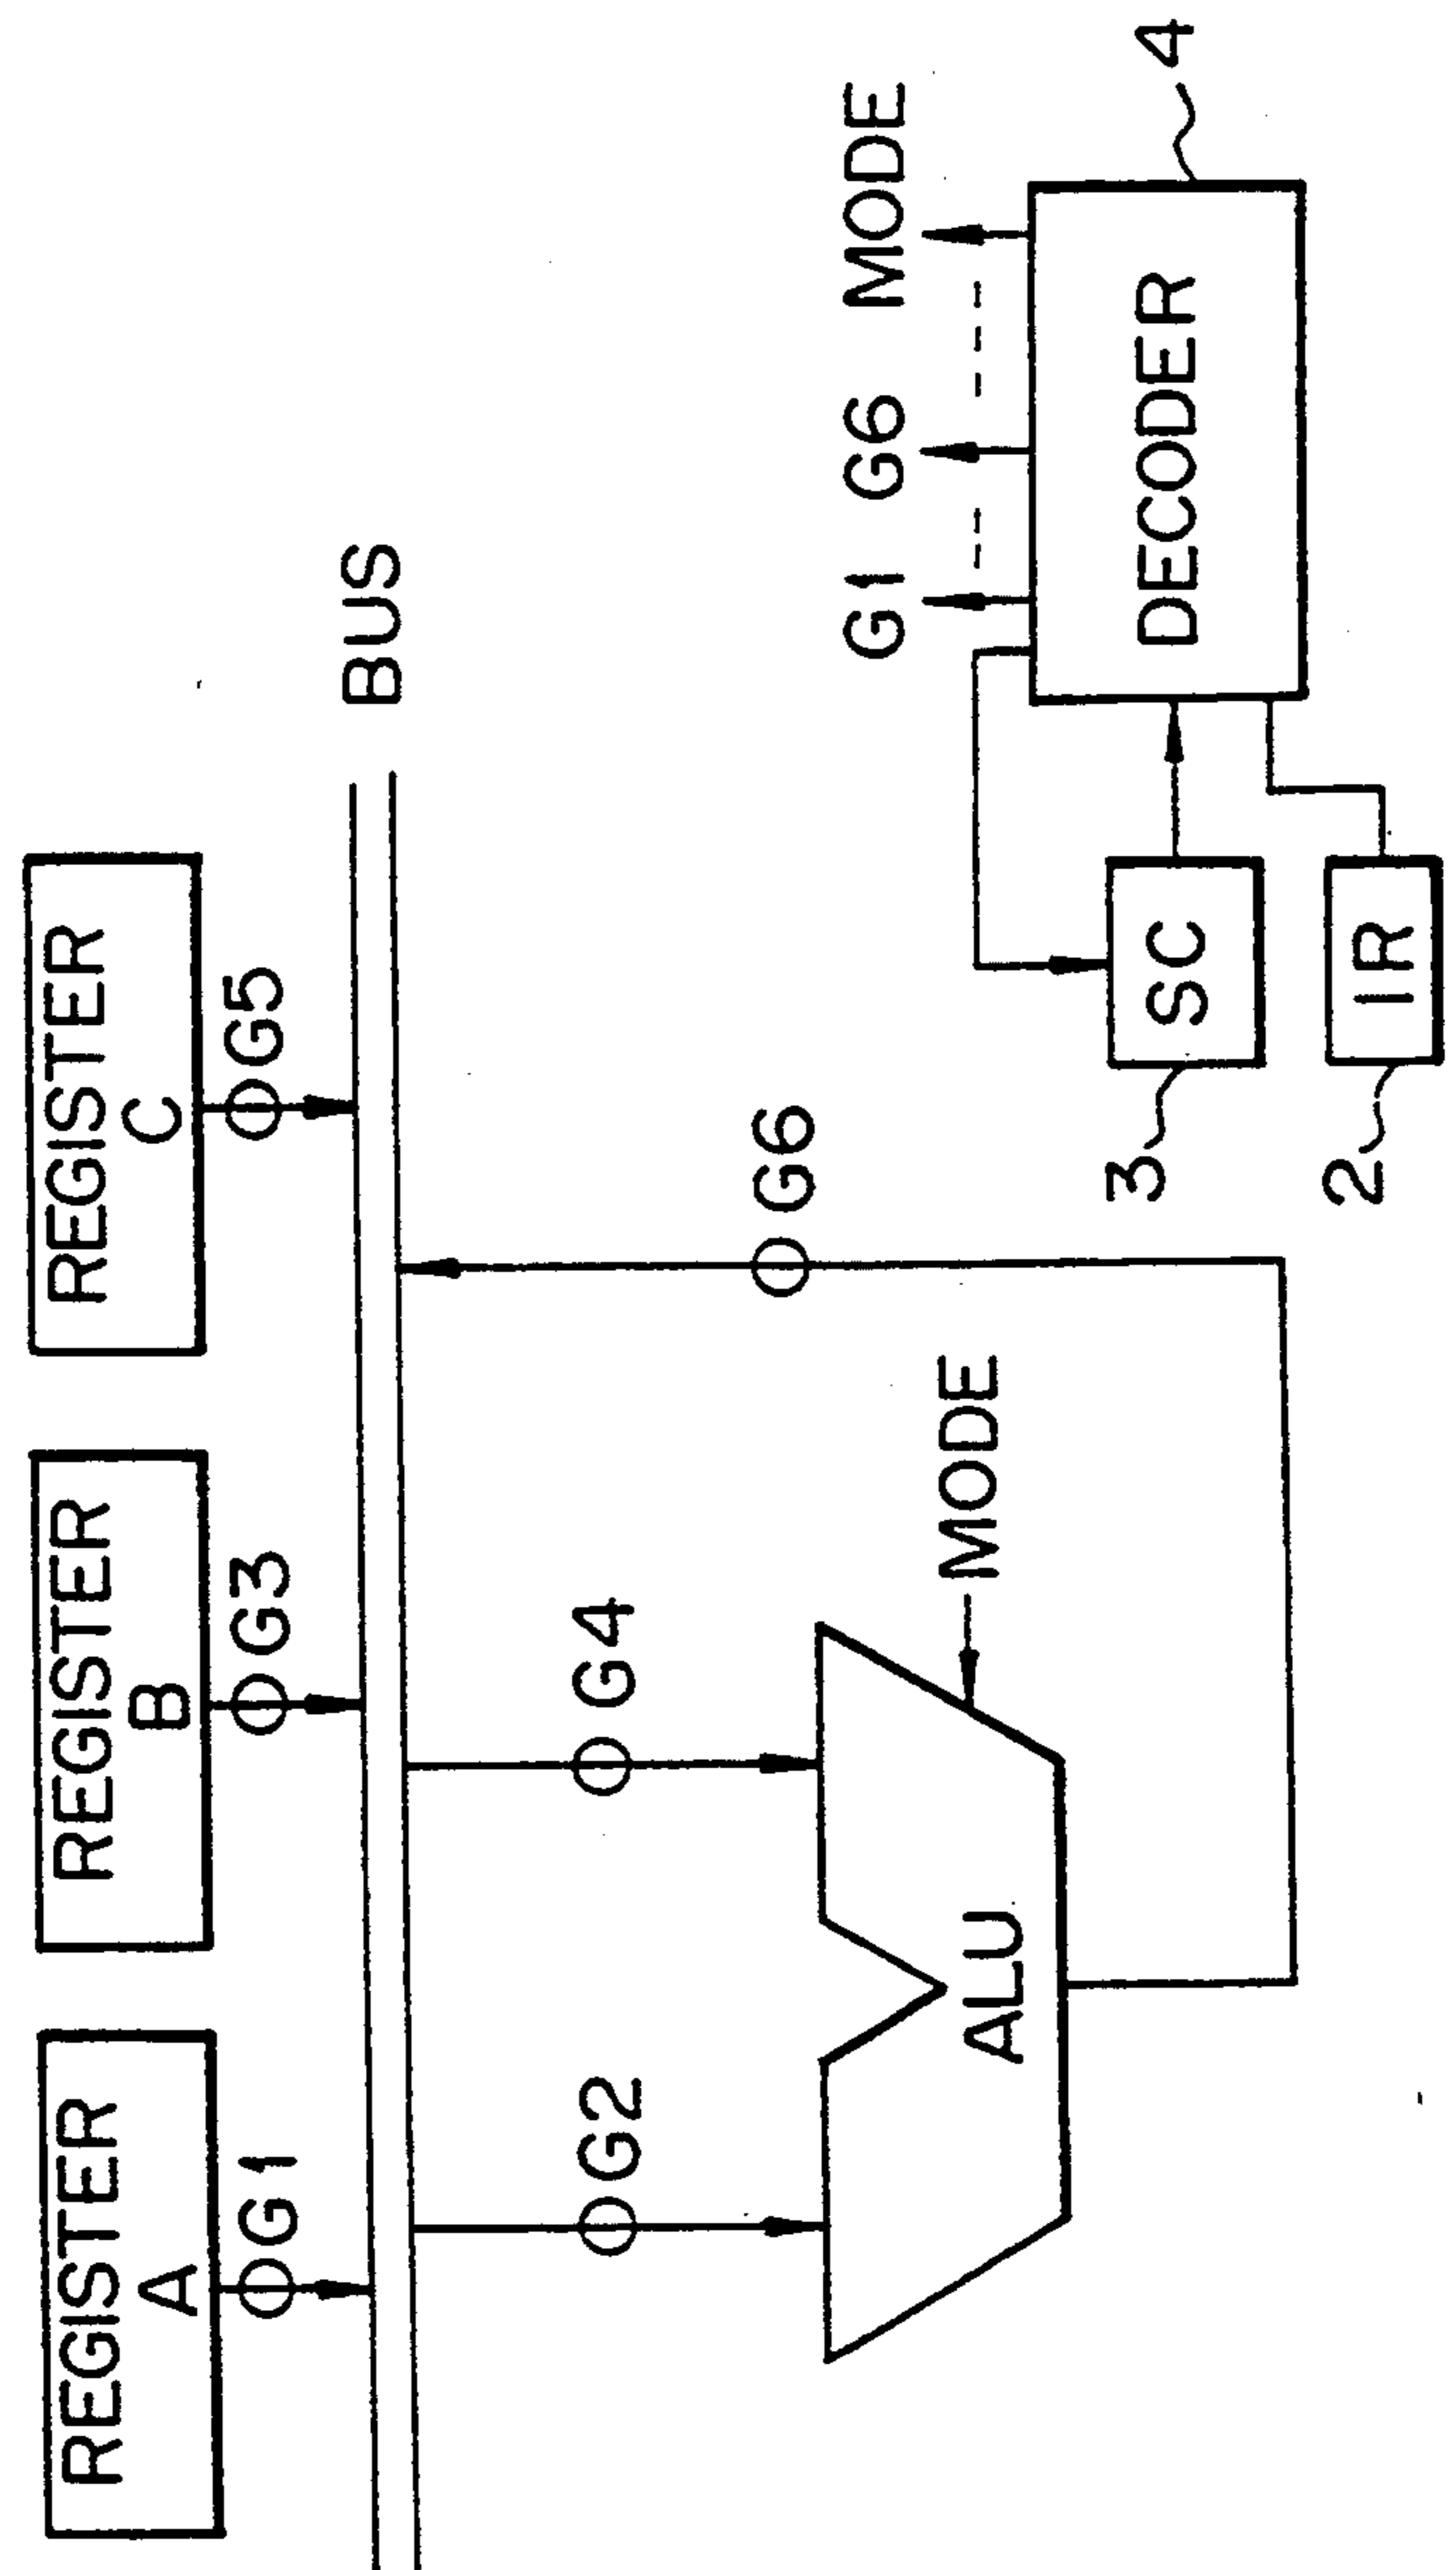 REGISTER
A
REGISTER
B
REGISTER
C
G1
G3
G5
BUS
G2
G4
G6
ALU
MODE
G1
G6
MODE
DECODER
4
SC
3
IR
2